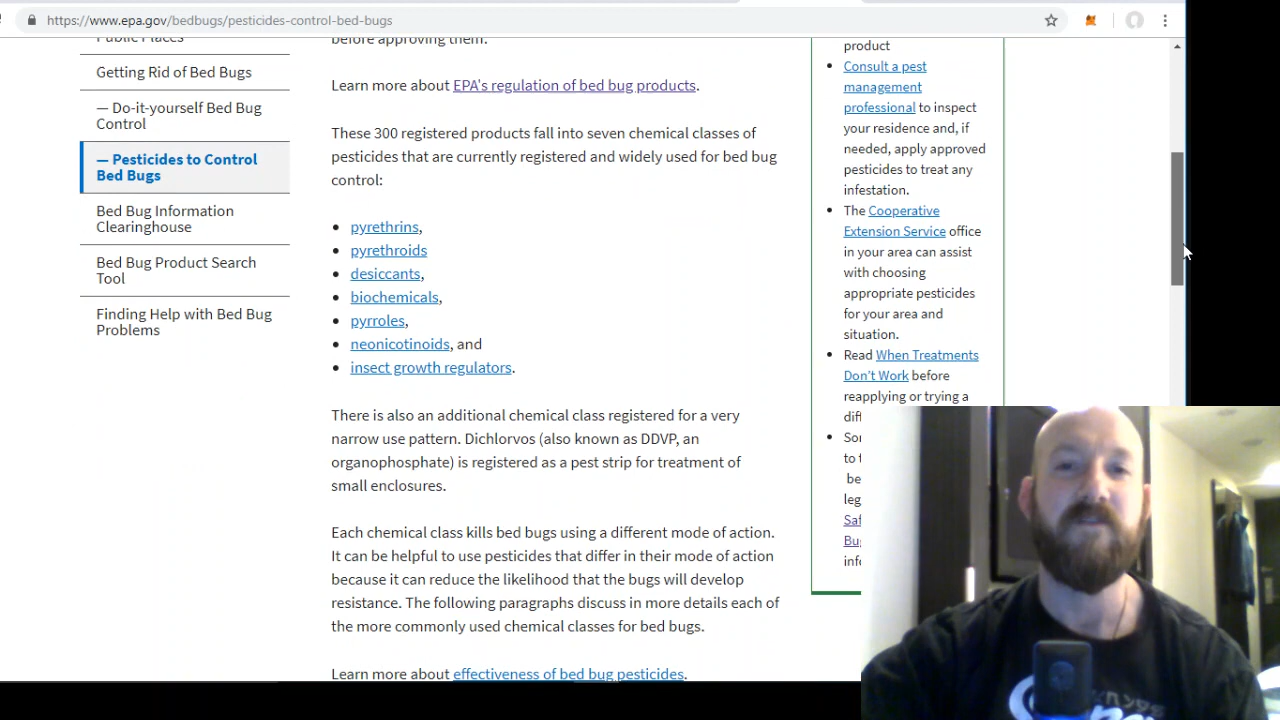 https://www.epa.gov/bedbugs/pesticides-control-bed-bugs
Public Places
Getting Rid of Bed Bugs
— Do-it-yourself Bed Bug
Control
— Pesticides to Control
Bed Bugs
Bed Bug Information
Clearinghouse
Bed Bug Product Search
Tool
Finding Help with Bed Bug
Problems
before approving them.
Learn more about EPA's regulation of bed bug products.
These 300 registered products fall into seven chemical classes of
pesticides that are currently registered and widely used for bed bug
control:
• pyrethrins,
• pyrethroids
• desiccants,
• biochemicals,
• pyrroles,
• neonicotinoids, and
• insect growth regulators.
There is also an additional chemical class registered for a very
narrow use pattern. Dichlorvos (also known as DDVP, an
organophosphate) is registered as a pest strip for treatment of
small enclosures.
Each chemical class kills bed bugs using a different mode of action.
It can be helpful to use pesticides that differ in their mode of action
because it can reduce the likelihood that the bugs will develop
resistance. The following paragraphs discuss in more details each of
the more commonly used chemical classes for bed bugs.
Learn more about effectiveness of bed bug pesticides.
product
• Consult a pest
management
professional to inspect
your residence and, if
needed, apply approved
pesticides to treat any
infestation.
• The Cooperative
Extension Service office
in your area can assist
with choosing
appropriate pesticides
for your area and
situation.
• Read When Treatments
Don't Work before
reapplying or trying a